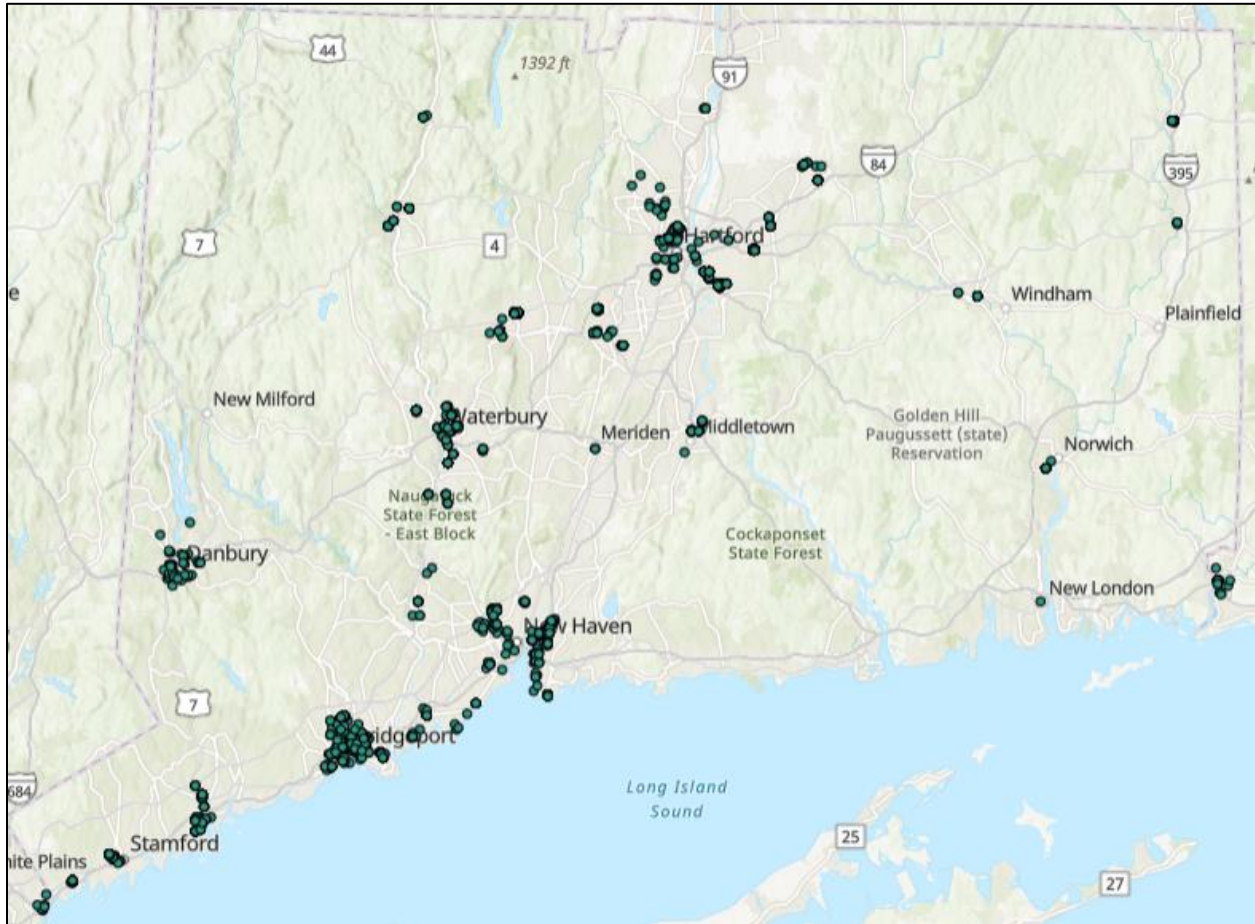 44
1392 ft
91
84
395
Hartford
7
4
Windham
Plainfield
New Milford
Waterbury
Meriden
Middletown
Golden Hill
Paugussett (state)
Reservation
Norwich
Naugatuck
State Forest
- East Block
Cockaponset
State Forest
Danbury
New London
New Haven
7
Bridgeport
684
Long Island
Sound
Stamford
hite Plains
25
27